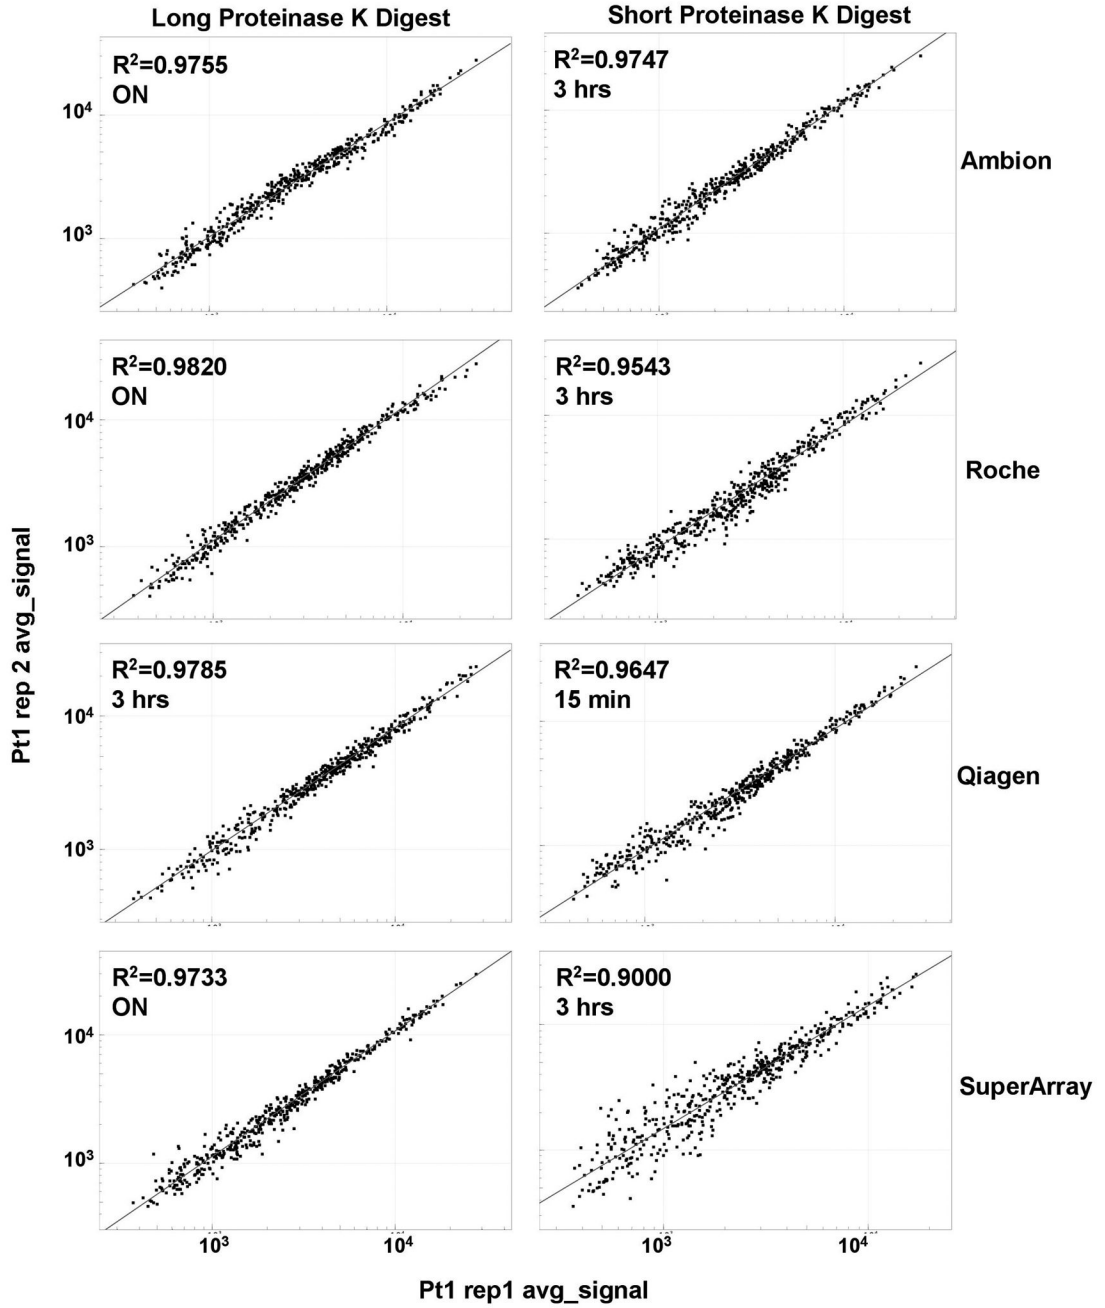 Long Proteinase K Digest
Short Proteinase K Digest
R²=0.9755
ON
10⁴
10³
R²=0.9747
3 hrs
Ambion
R²=0.9820
ON
10⁴
10³
R²=0.9543
3 hrs
Roche
R²=0.9785
3 hrs
10⁴
10³
R²=0.9647
15 min
Qiagen
R²=0.9733
ON
10⁴
10³
R²=0.9000
3 hrs
SuperArray
10³
10⁴
10³
10⁴
Pt1 rep 2 avg_signal
Pt1 rep1 avg_signal